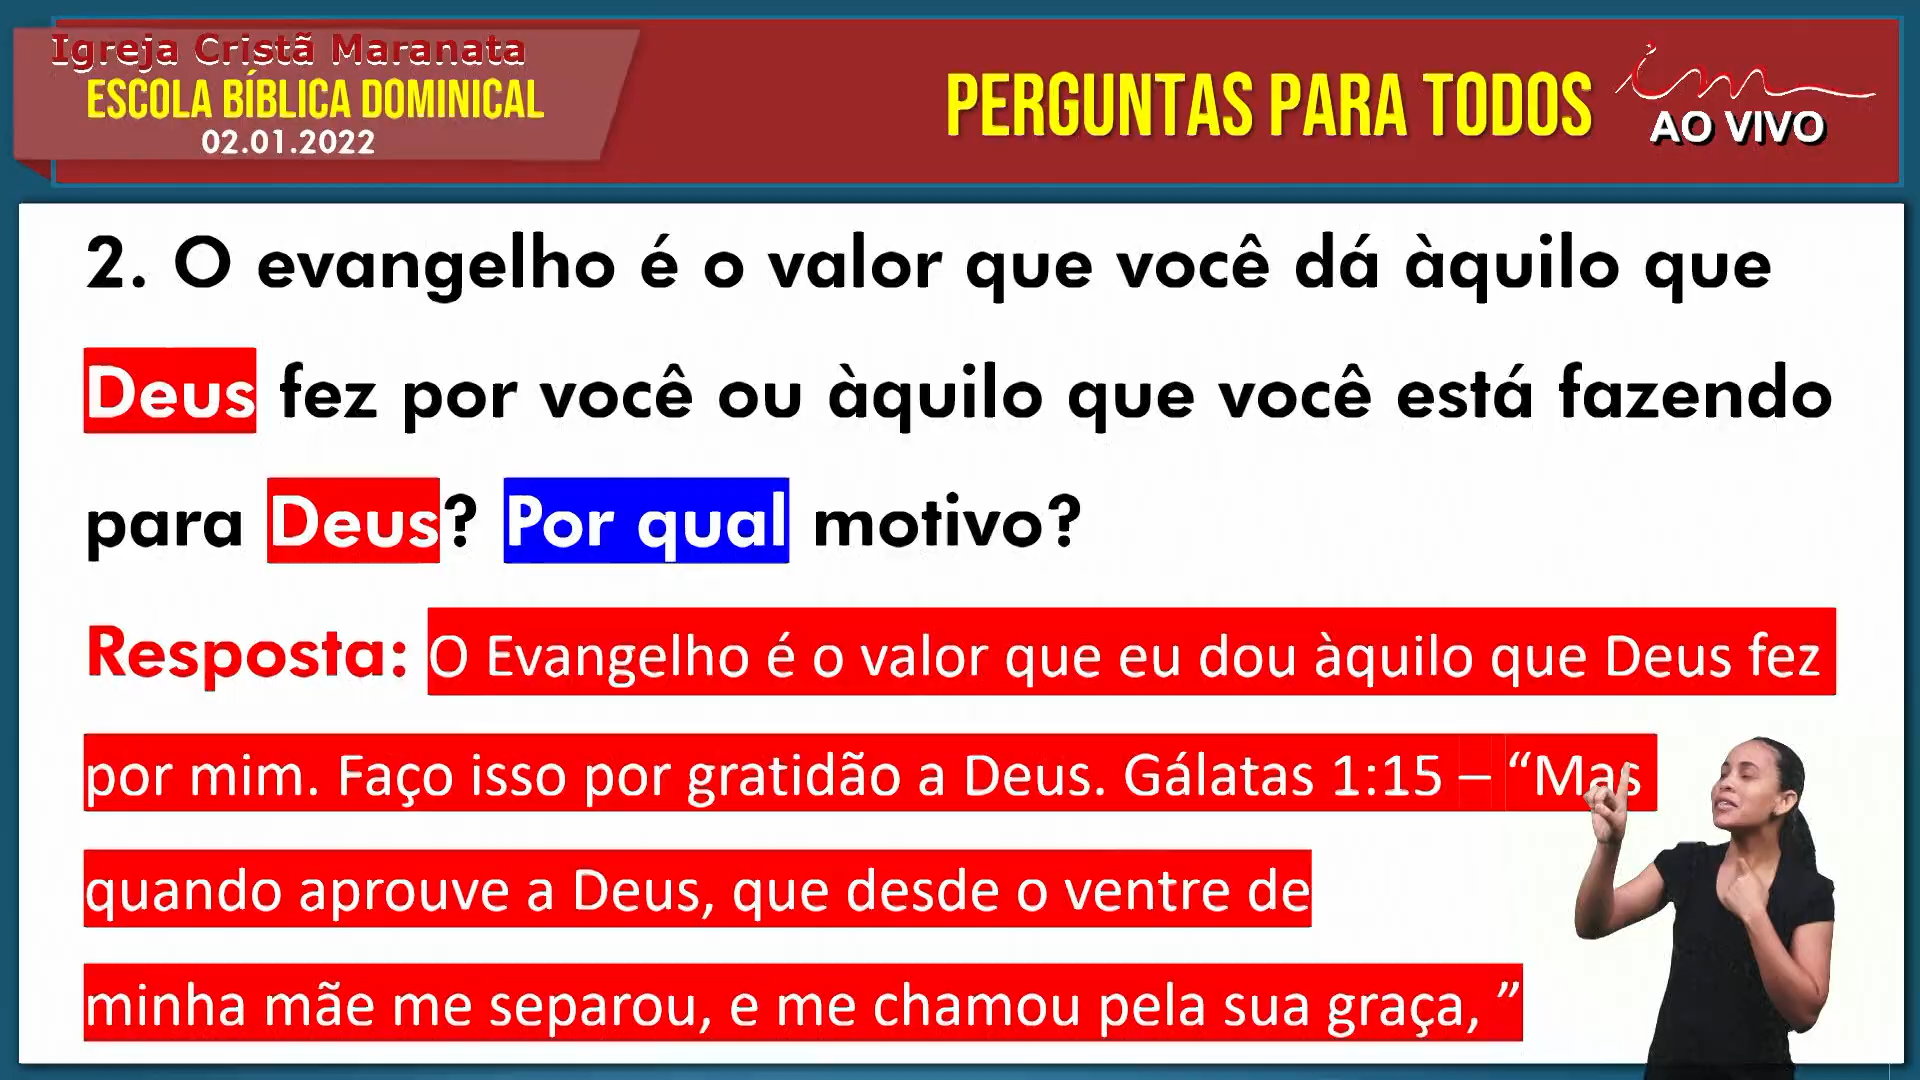 Igreja Cristã Maranata
ESCOLA BÍBLICA DOMINICAL
02.01.2022
PERGUNTAS PARA TODOS
im
AO VIVO
2. O evangelho é o valor que você dá àquilo que
Deus fez por você ou àquilo que você está fazendo
para Deus? Por qual motivo?
Resposta: O Evangelho é o valor que eu dou àquilo que Deus fez
por mim. Faço isso por gratidão a Deus. Gálatas 1:15 – “Mas
quando aprouve a Deus, que desde o ventre de
minha mãe me separou, e me chamou pela sua graça, ”